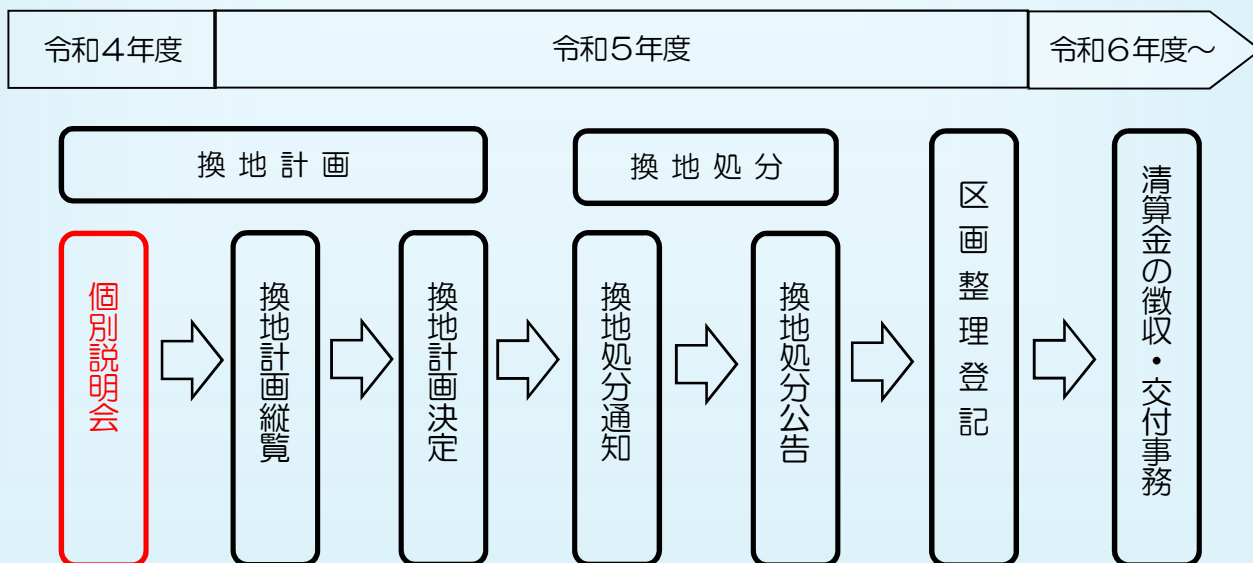 令和４年度
令和５年度
令和６年度～
換地計画
換地処分
個別説明会
換地計画縦覧
換地計画決定
換地処分通知
換地処分公告
区画整理登記
清算金の徴収・交付事務